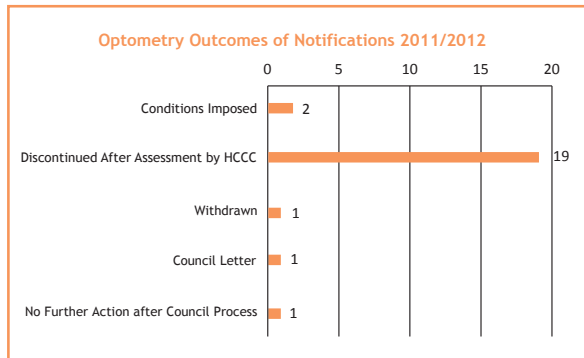 Optometry Outcomes of Notifications 2011/2012
0 5 10 15 20
Conditions Imposed 2
Discontinued After Assessment by HCCC 19
Withdrawn 1
Council Letter 1
No Further Action after Council Process 1